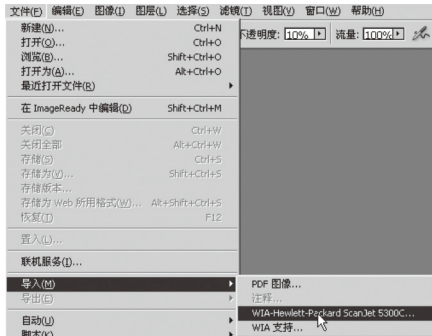 文件(F) 编辑(E) 图像(I) 图层(L) 选择(S) 滤镜(T) 视图(V) 窗口(W) 帮助(H)
新建(N)... Ctrl+N
打开(O)... Ctrl+O
浏览(B)... Shift+Ctrl+O
打开为(A)... Alt+Ctrl+O
最近打开文件(R)
不透明度: 10% 流量: 100%
在 ImageReady 中编辑(D) Shift+Ctrl+M
关闭(C) Ctrl+W
关闭全部 Alt+Ctrl+W
存储(S) Ctrl+S
存储为(V)... Shift+Ctrl+S
存储版本...
存储为 Web 所用格式(W)... Alt+Shift+Ctrl+S
恢复(T) F12
置入(L)...
联机服务(I)...
导入(M)
导出(E)
自动(U)
脚本(K)
PDF 图像...
注释...
WIA-Hewlett-Packard ScanJet 5300C...
WIA 支持...